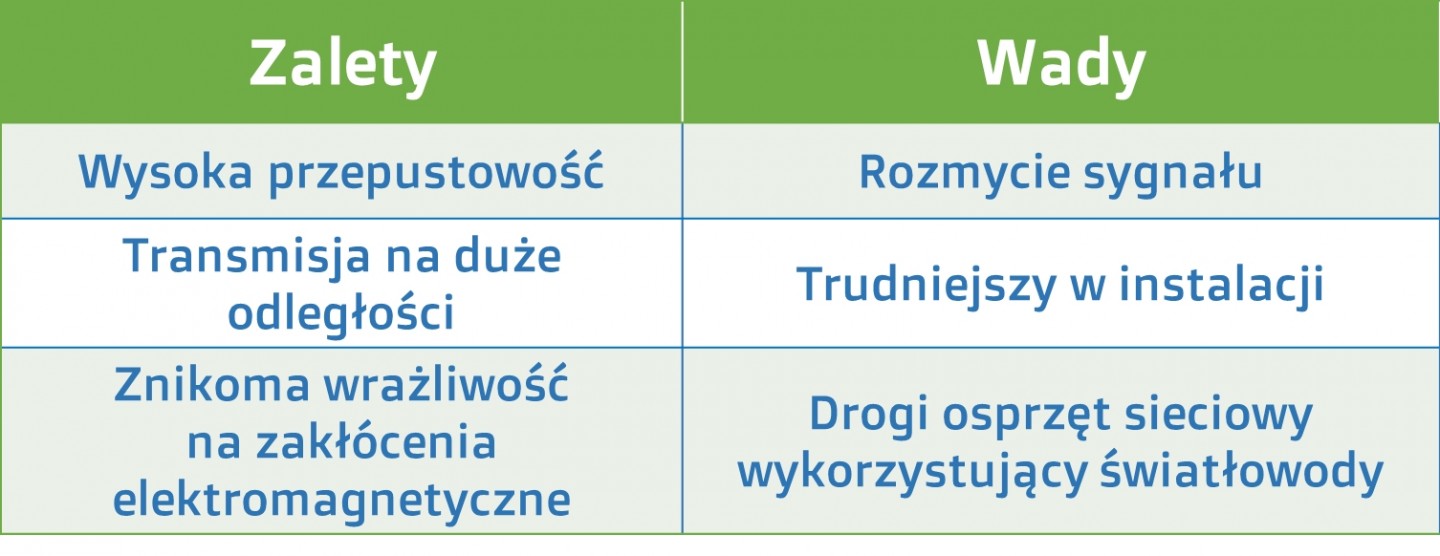 Zalety
Wady
Wysoka przepustowość
Rozmycie sygnału
Transmisja na duże
odległości
Trudniejszy w instalacji
Znikoma wrażliwość
na zakłócenia
elektromagnetyczne
Drogi osprzęt sieciowy
wykorzystujący światłowody